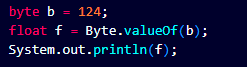 byte b = 124;
float f = Byte.valueOf(b);
System.out.println(f);